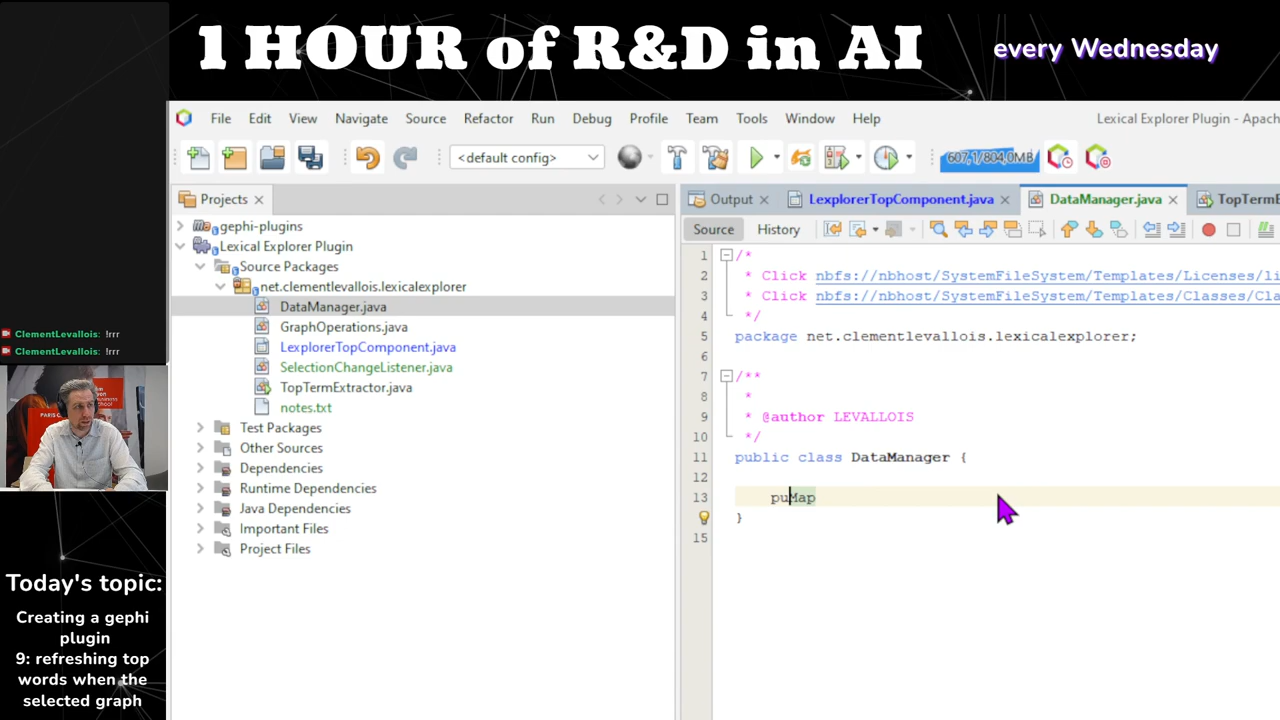 1 HOUR of R&D in AI
every Wednesday
File Edit View Navigate Source Refactor Run Debug Profile Team Tools Window Help
Lexical Explorer Plugin - Apac
<default config>
607,1/804,0MB
Projects
Output
LexplorerTopComponent.java
DataManager.java
TopTermE
gephi-plugins
Lexical Explorer Plugin
Source Packages
net.clementlevallois.lexicalexplorer
DataManager.java
GraphOperations.java
LexplorerTopComponent.java
SelectionChangeListener.java
TopTermExtractor.java
notes.txt
Test Packages
Other Sources
Dependencies
Runtime Dependencies
Java Dependencies
Important Files
Project Files
Source History
1 /*
2 * Click nbfs://nbhost/SystemFileSystem/Templates/Licenses/li
3 * Click nbfs://nbhost/SystemFileSystem/Templates/Classes/Cla
4 */
5 package net.clementlevallois.lexicalexplorer;
6
7 /**
8 *
9 * @author LEVALLOIS
10 */
11 public class DataManager {
12
13 puMap
}
15
ClementLevallois: !rrr
ClementLevallois: !rrr
Today's topic:
Creating a gephi
plugin
9: refreshing top
words when the
selected graph